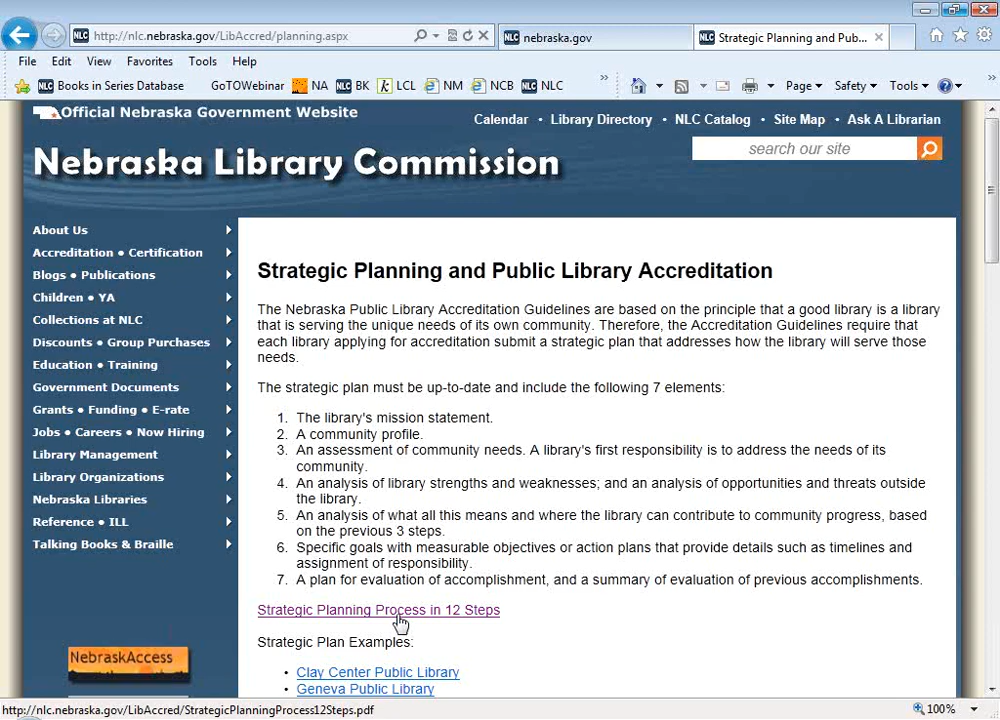 NLC http://nlc.nebraska.gov/LibAccred/planning.aspx
NLC nebraska.gov
NLC Strategic Planning and Pub...
File Edit View Favorites Tools Help
NLC Books in Series Database GoTOWebinar NA NLC BK k LCL NM NCB NLC NLC » Page Safety Tools »
Official Nebraska Government Website
Calendar • Library Directory • NLC Catalog • Site Map • Ask A Librarian
Nebraska Library Commission
search our site
About Us
Accreditation • Certification
Blogs • Publications
Children • YA
Collections at NLC
Discounts • Group Purchases
Education • Training
Government Documents
Grants • Funding • E-rate
Jobs • Careers • Now Hiring
Library Management
Library Organizations
Nebraska Libraries
Reference • ILL
Talking Books & Braille
NebraskAccess
Strategic Planning and Public Library Accreditation
The Nebraska Public Library Accreditation Guidelines are based on the principle that a good library is a library
that is serving the unique needs of its own community. Therefore, the Accreditation Guidelines require that
each library applying for accreditation submit a strategic plan that addresses how the library will serve those
needs.
The strategic plan must be up-to-date and include the following 7 elements:
1. The library's mission statement.
2. A community profile.
3. An assessment of community needs. A library's first responsibility is to address the needs of its
community.
4. An analysis of library strengths and weaknesses; and an analysis of opportunities and threats outside
the library.
5. An analysis of what all this means and where the library can contribute to community progress, based
on the previous 3 steps.
6. Specific goals with measurable objectives or action plans that provide details such as timelines and
assignment of responsibility.
7. A plan for evaluation of accomplishment, and a summary of evaluation of previous accomplishments.
Strategic Planning Process in 12 Steps
Strategic Plan Examples:
• Clay Center Public Library
• Geneva Public Library
http://nlc.nebraska.gov/LibAccred/StrategicPlanningProcess12Steps.pdf
100%